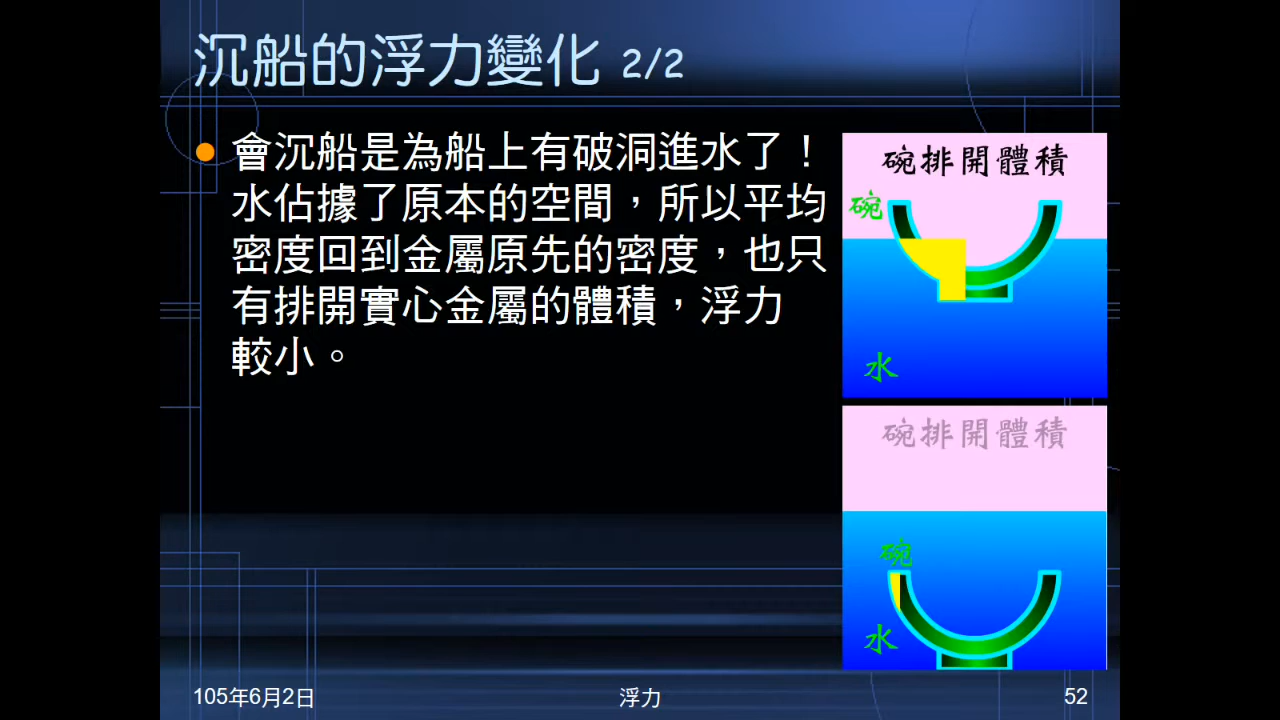 沉船的浮力變化 2/2
會沉船是為船上有破洞進水了！
水佔據了原本的空間，所以平均
密度回到金屬原先的密度，也只
有排開實心金屬的體積，浮力
較小。
碗排開體積
碗
水
碗排開體積
碗
水
105年6月2日
浮力
52